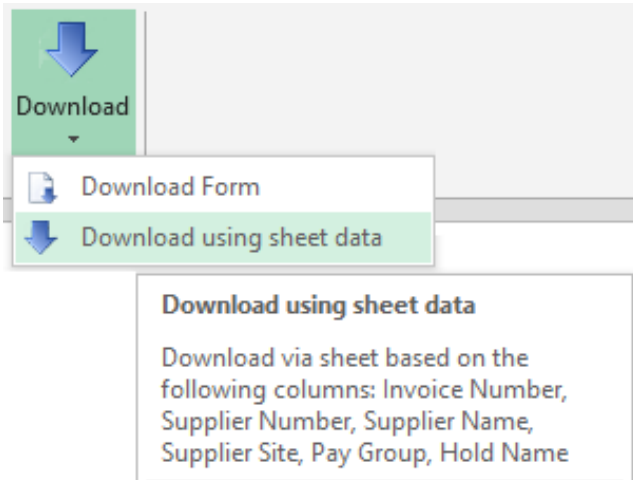 Download
Download Form
Download using sheet data
Download using sheet data
Download via sheet based on the
following columns: Invoice Number,
Supplier Number, Supplier Name,
Supplier Site, Pay Group, Hold Name